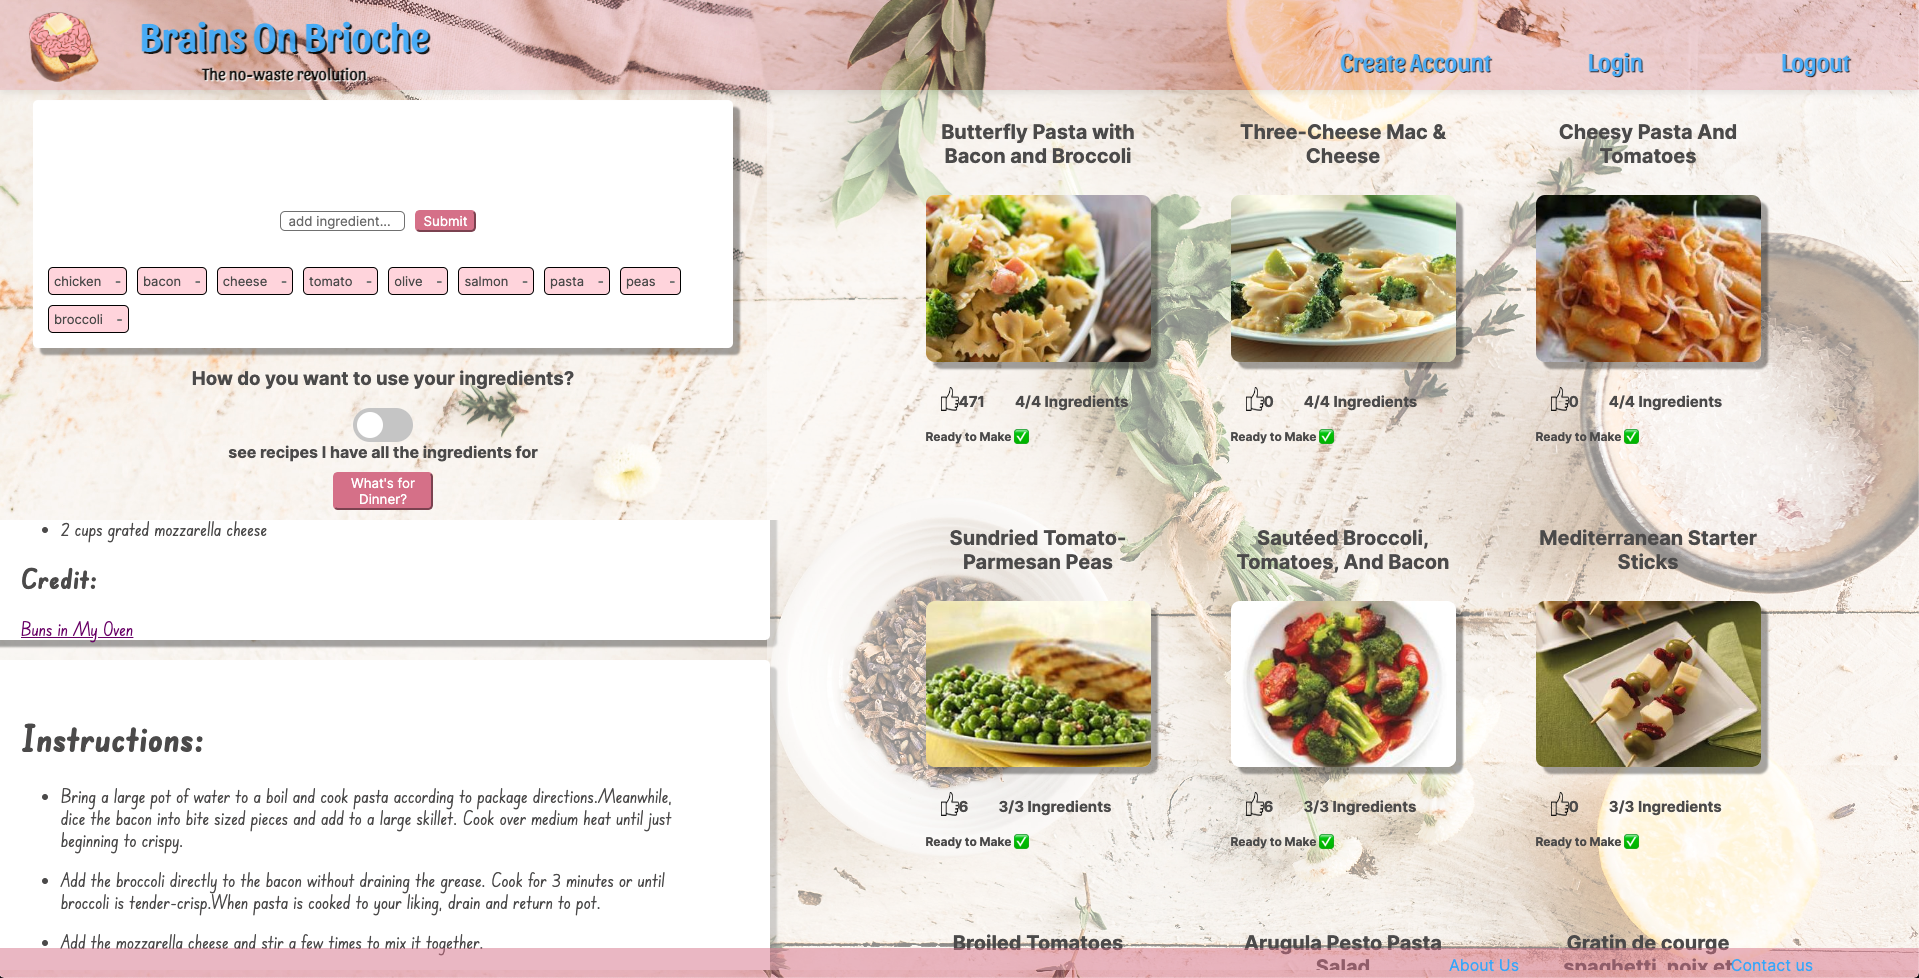 Brains On Brioche
The no-waste revolution
Create Account
Login
Logout
add ingredient...
Submit
chicken -
bacon -
cheese -
tomato -
olive -
salmon -
pasta -
peas -
broccoli -
How do you want to use your ingredients?
see recipes I have all the ingredients for
What's for
Dinner?
2 cups grated mozzarella cheese
Credit:
Buns in My Oven
Instructions:
Bring a large pot of water to a boil and cook pasta according to package directions.Meanwhile,
dice the bacon into bite sized pieces and add to a large skillet. Cook over medium heat until just
beginning to crispy.
Add the broccoli directly to the bacon without draining the grease. Cook for 3 minutes or until
broccoli is tender-crisp.When pasta is cooked to your liking, drain and return to pot.
Add the mozzarella cheese and stir a few times to mix it together.
Butterfly Pasta with
Bacon and Broccoli
471
4/4 Ingredients
Ready to Make ✅
Three-Cheese Mac &
Cheese
0
4/4 Ingredients
Ready to Make ✅
Cheesy Pasta And
Tomatoes
0
4/4 Ingredients
Ready to Make ✅
Sundried Tomato-
Parmesan Peas
6
3/3 Ingredients
Ready to Make ✅
Sautéed Broccoli,
Tomatoes, And Bacon
6
3/3 Ingredients
Ready to Make ✅
Mediterranean Starter
Sticks
0
3/3 Ingredients
Ready to Make ✅
Broiled Tomatoes
Arugula Pesto Pasta
Salad
Gratin de courge
spaghetti, noix et
About Us
Contact us